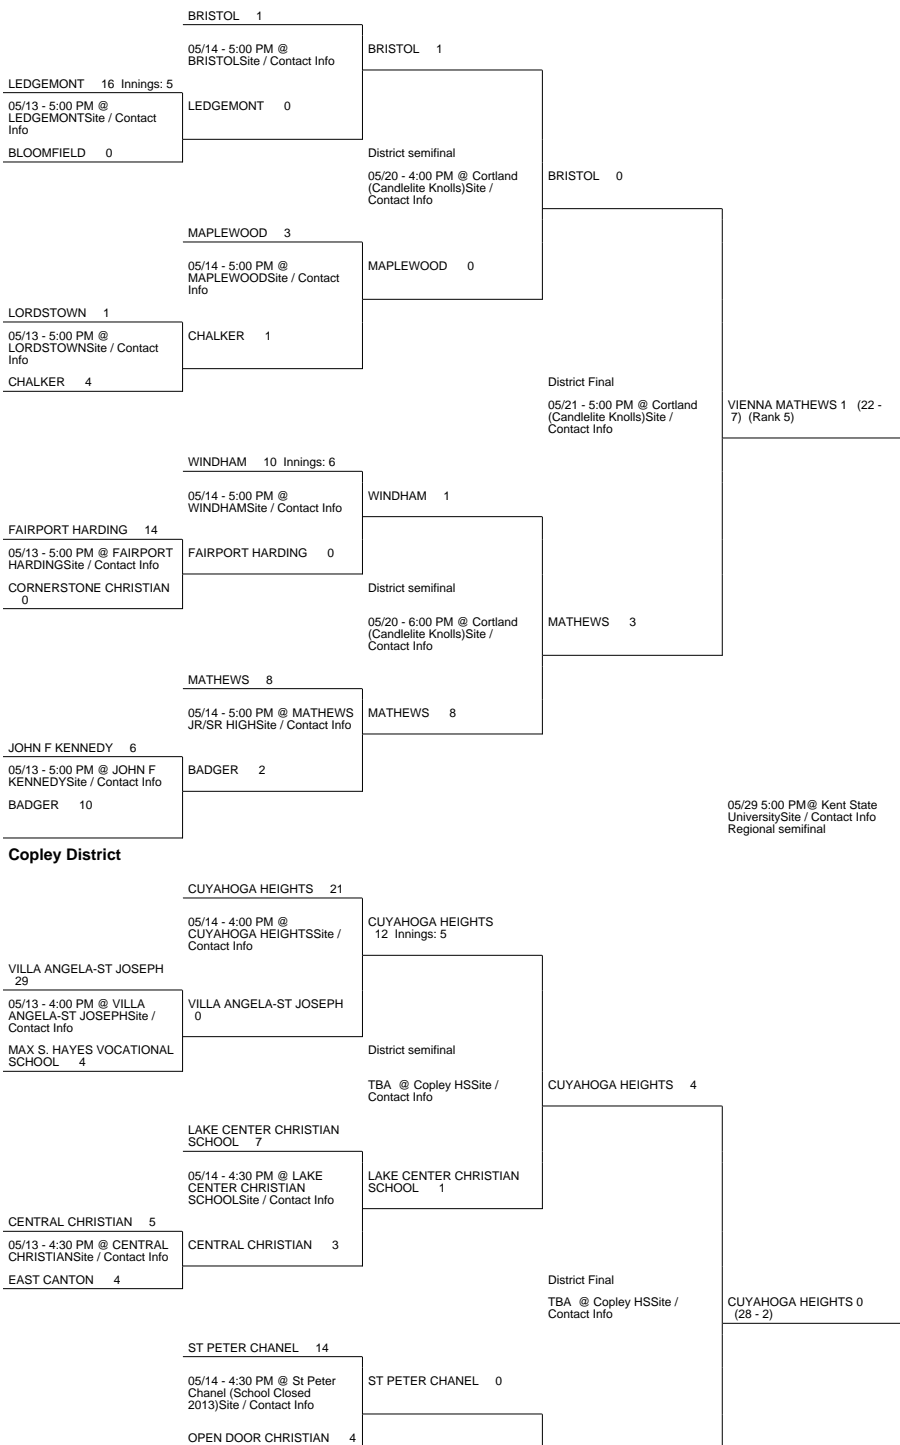 BRISTOL 1
05/14 - 5:00 PM @
BRISTOLSite / Contact Info
BRISTOL 1
LEDGEMONT 16 Innings: 5
05/13 - 5:00 PM @
LEDGEMONTSite / Contact
Info
LEDGEMONT 0
BLOOMFIELD 0
District semifinal
05/20 - 4:00 PM @ Cortland
(Candlelite Knolls)Site /
Contact Info
BRISTOL 0
MAPLEWOOD 3
05/14 - 5:00 PM @
MAPLEWOODSite / Contact
Info
MAPLEWOOD 0
LORDSTOWN 1
05/13 - 5:00 PM @
LORDSTOWNSite / Contact
Info
CHALKER 1
CHALKER 4
District Final
05/21 - 5:00 PM @ Cortland
(Candlelite Knolls)Site /
Contact Info
VIENNA MATHEWS 1 (22 -
7) (Rank 5)
WINDHAM 10 Innings: 6
05/14 - 5:00 PM @
WINDHAMSite / Contact Info
WINDHAM 1
FAIRPORT HARDING 14
05/13 - 5:00 PM @ FAIRPORT
HARDINGSite / Contact Info
FAIRPORT HARDING 0
CORNERSTONE CHRISTIAN
0
District semifinal
05/20 - 6:00 PM @ Cortland
(Candlelite Knolls)Site /
Contact Info
MATHEWS 3
MATHEWS 8
05/14 - 5:00 PM @ MATHEWS
JR/SR HIGHSite / Contact Info
MATHEWS 8
JOHN F KENNEDY 6
05/13 - 5:00 PM @ JOHN F
KENNEDYSite / Contact Info
BADGER 2
BADGER 10
05/29 5:00 PM@ Kent State
UniversitySite / Contact Info
Regional semifinal
Copley District
CUYAHOGA HEIGHTS 21
05/14 - 4:00 PM @
CUYAHOGA HEIGHTSSite /
Contact Info
CUYAHOGA HEIGHTS
12 Innings: 5
VILLA ANGELA-ST JOSEPH
29
05/13 - 4:00 PM @ VILLA
ANGELA-ST JOSEPHSite /
Contact Info
VILLA ANGELA-ST JOSEPH
0
MAX S. HAYES VOCATIONAL
SCHOOL 4
District semifinal
TBA @ Copley HSSite /
Contact Info
CUYAHOGA HEIGHTS 4
LAKE CENTER CHRISTIAN
SCHOOL 7
05/14 - 4:30 PM @ LAKE
CENTER CHRISTIAN
SCHOOLSite / Contact Info
LAKE CENTER CHRISTIAN
SCHOOL 1
CENTRAL CHRISTIAN 5
05/13 - 4:30 PM @ CENTRAL
CHRISTIANSite / Contact Info
CENTRAL CHRISTIAN 3
EAST CANTON 4
District Final
TBA @ Copley HSSite /
Contact Info
CUYAHOGA HEIGHTS 0
(28 - 2)
ST PETER CHANEL 14
05/14 - 4:30 PM @ St Peter
Chanel (School Closed
2013)Site / Contact Info
ST PETER CHANEL 0
OPEN DOOR CHRISTIAN 4